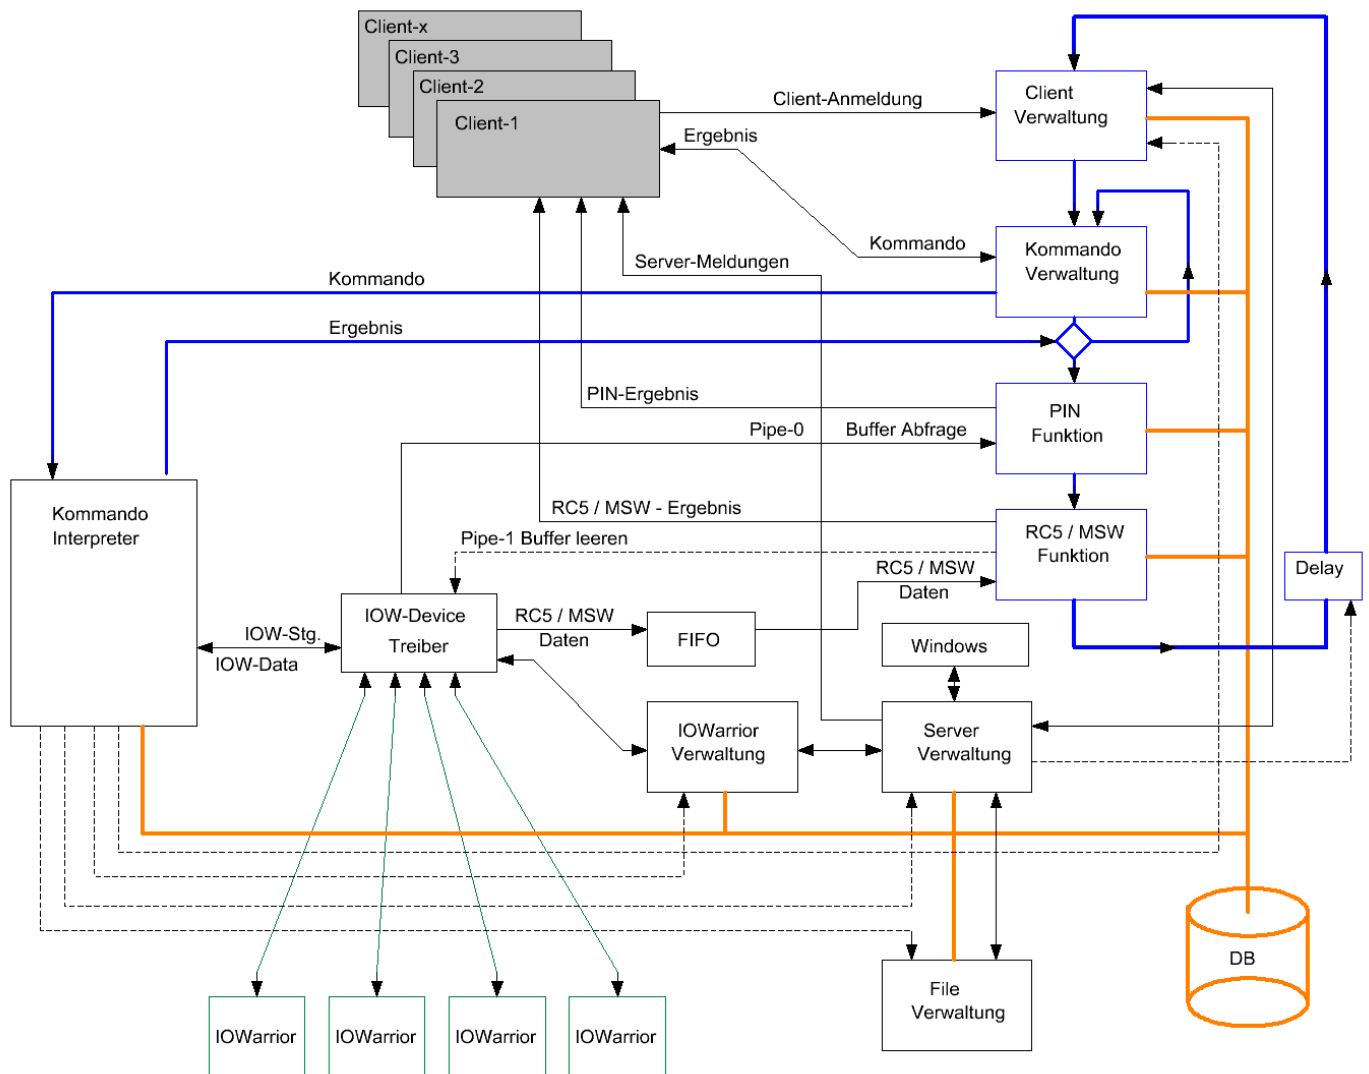 Client-x
Client-3
Client-2
Client-1
Client-Anmeldung
Client
Verwaltung
Ergebnis
Kommando
Kommando
Verwaltung
Server-Meldungen
Kommando
Ergebnis
PIN-Ergebnis
PIN
Funktion
Pipe-0
Buffer Abfrage
Kommando
Interpreter
RC5 / MSW - Ergebnis
RC5 / MSW
Funktion
Pipe-1 Buffer leeren
RC5 / MSW
Daten
Delay
IOW-Device
Treiber
RC5 / MSW
Daten
FIFO
IOW-Stg.
IOW-Data
Windows
IOWarrior
Verwaltung
Server
Verwaltung
DB
File
Verwaltung
IOWarrior
IOWarrior
IOWarrior
IOWarrior